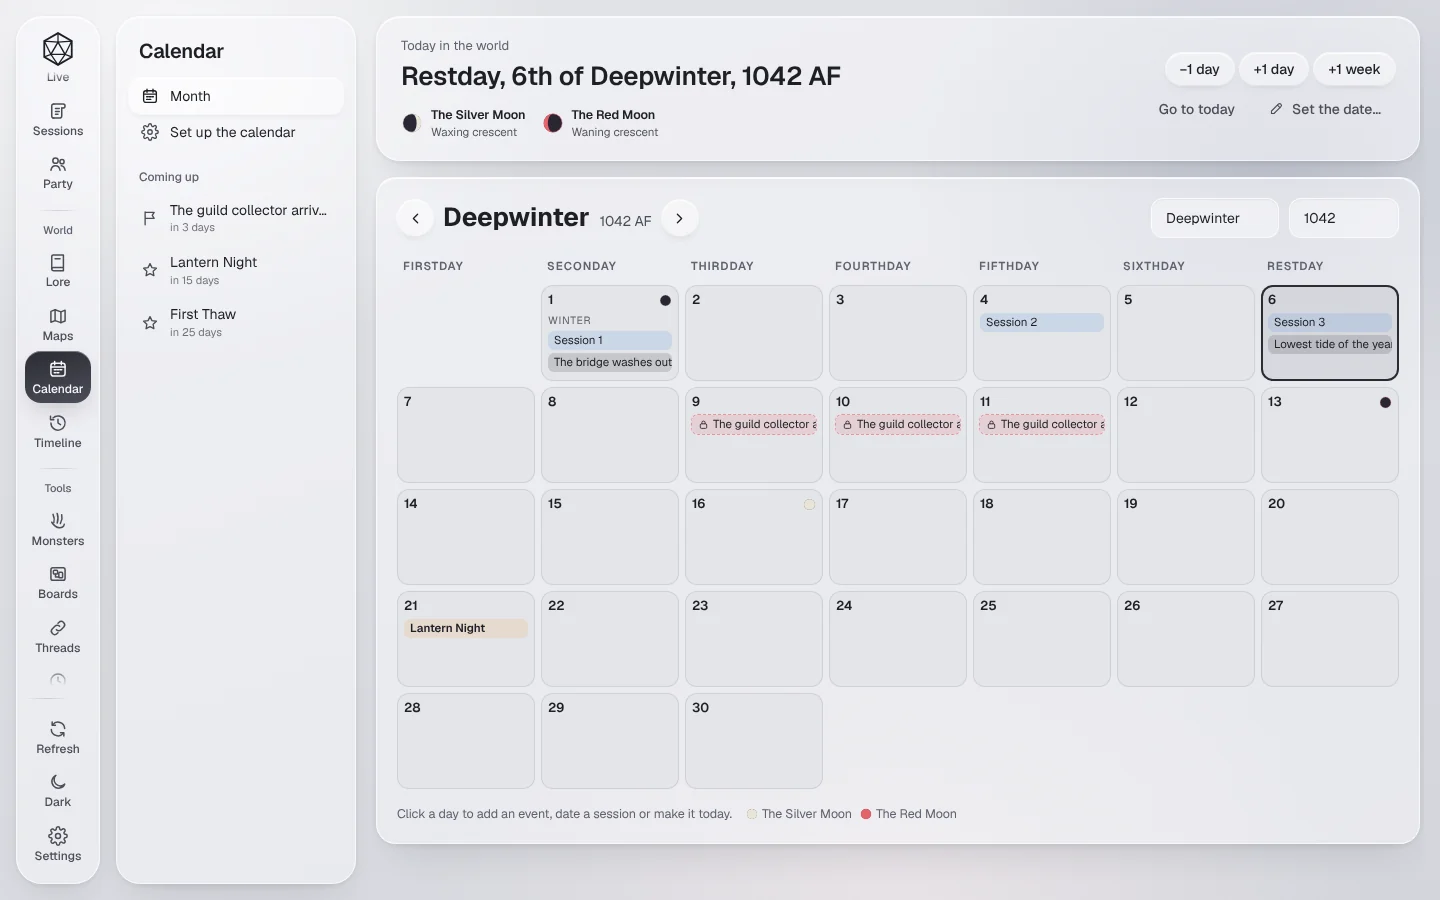 Live
Sessions
Party
World
Lore
Maps
Calendar
Timeline
Tools
Monsters
Boards
Threads
Refresh
Dark
Settings
Calendar
Month
Set up the calendar
Coming up
The guild collector arriv…
in 3 days
Lantern Night
in 15 days
First Thaw
in 25 days
Today in the world
Restday, 6th of Deepwinter, 1042 AF
The Silver Moon
Waxing crescent
The Red Moon
Waning crescent
−1 day +1 day +1 week
Go to today Set the date…
Deepwinter 1042 AF
Deepwinter 1042
FIRSTDAY SECONDAY THIRDDAY FOURTHDAY FIFTHDAY SIXTHDAY RESTDAY
1 2 3 4 5 6
WINTER
Session 1 Session 2 Session 3
The bridge washes out Lowest tide of the year
7 8 9 10 11 12 13
The guild collector a The guild collector a The guild collector a
14 15 16 17 18 19 20
21 22 23 24 25 26 27
Lantern Night
28 29 30
Click a day to add an event, date a session or make it today. The Silver Moon The Red Moon